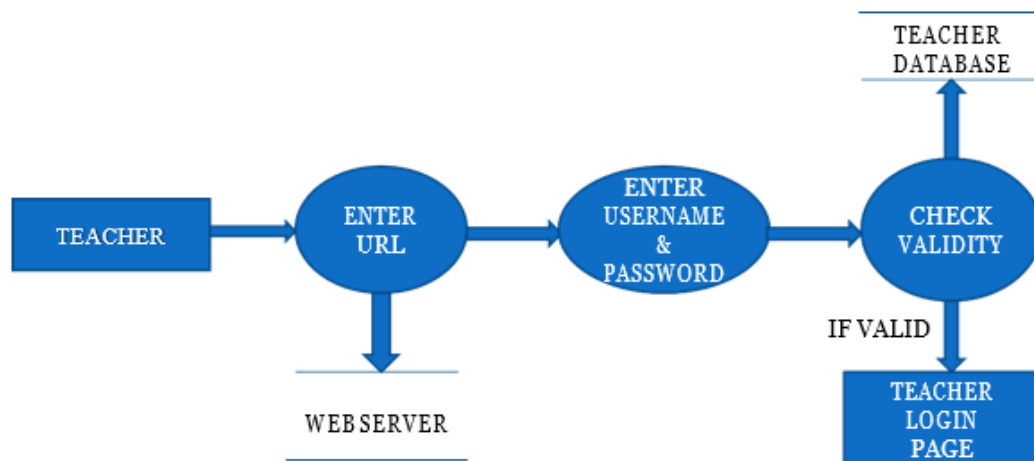 TEACHER
DATABASE
TEACHER
ENTER
URL
ENTER
USERNAME
&
PASSWORD
CHECK
VALIDITY
IF VALID
WEB SERVER
TEACHER
LOGIN
PAGE